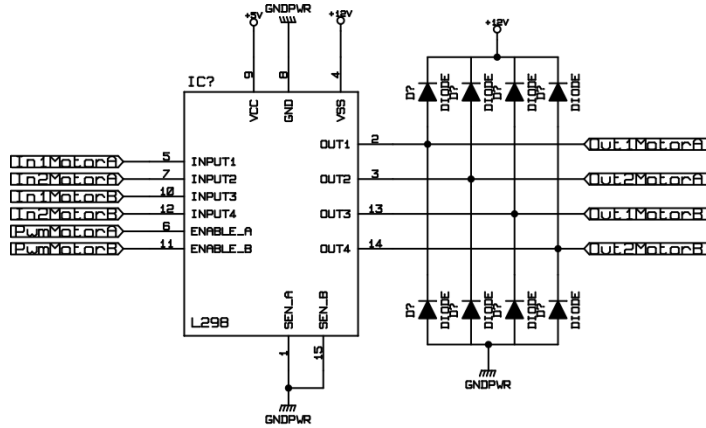 GNDPWR
+5V
+12V
+12V
9
8
4
IC?
VCC
GND
VSS
D?
DIODE
D?
DIODE
D?
DIODE
D?
DIODE
In1MotorA
5
INPUT1
OUT1
2
Out1MotorA
In2MotorA
7
INPUT2
OUT2
3
Out2MotorA
In1MotorB
10
INPUT3
OUT3
13
Out1MotorB
In2MotorB
12
INPUT4
PwmMotorA
6
ENABLE_A
OUT4
14
Out2MotorB
PwmMotorB
11
ENABLE_B
SEN_A
SEN_B
D?
DIODE
D?
DIODE
D?
DIODE
D?
DIODE
L298
1
15
GNDPWR
GNDPWR